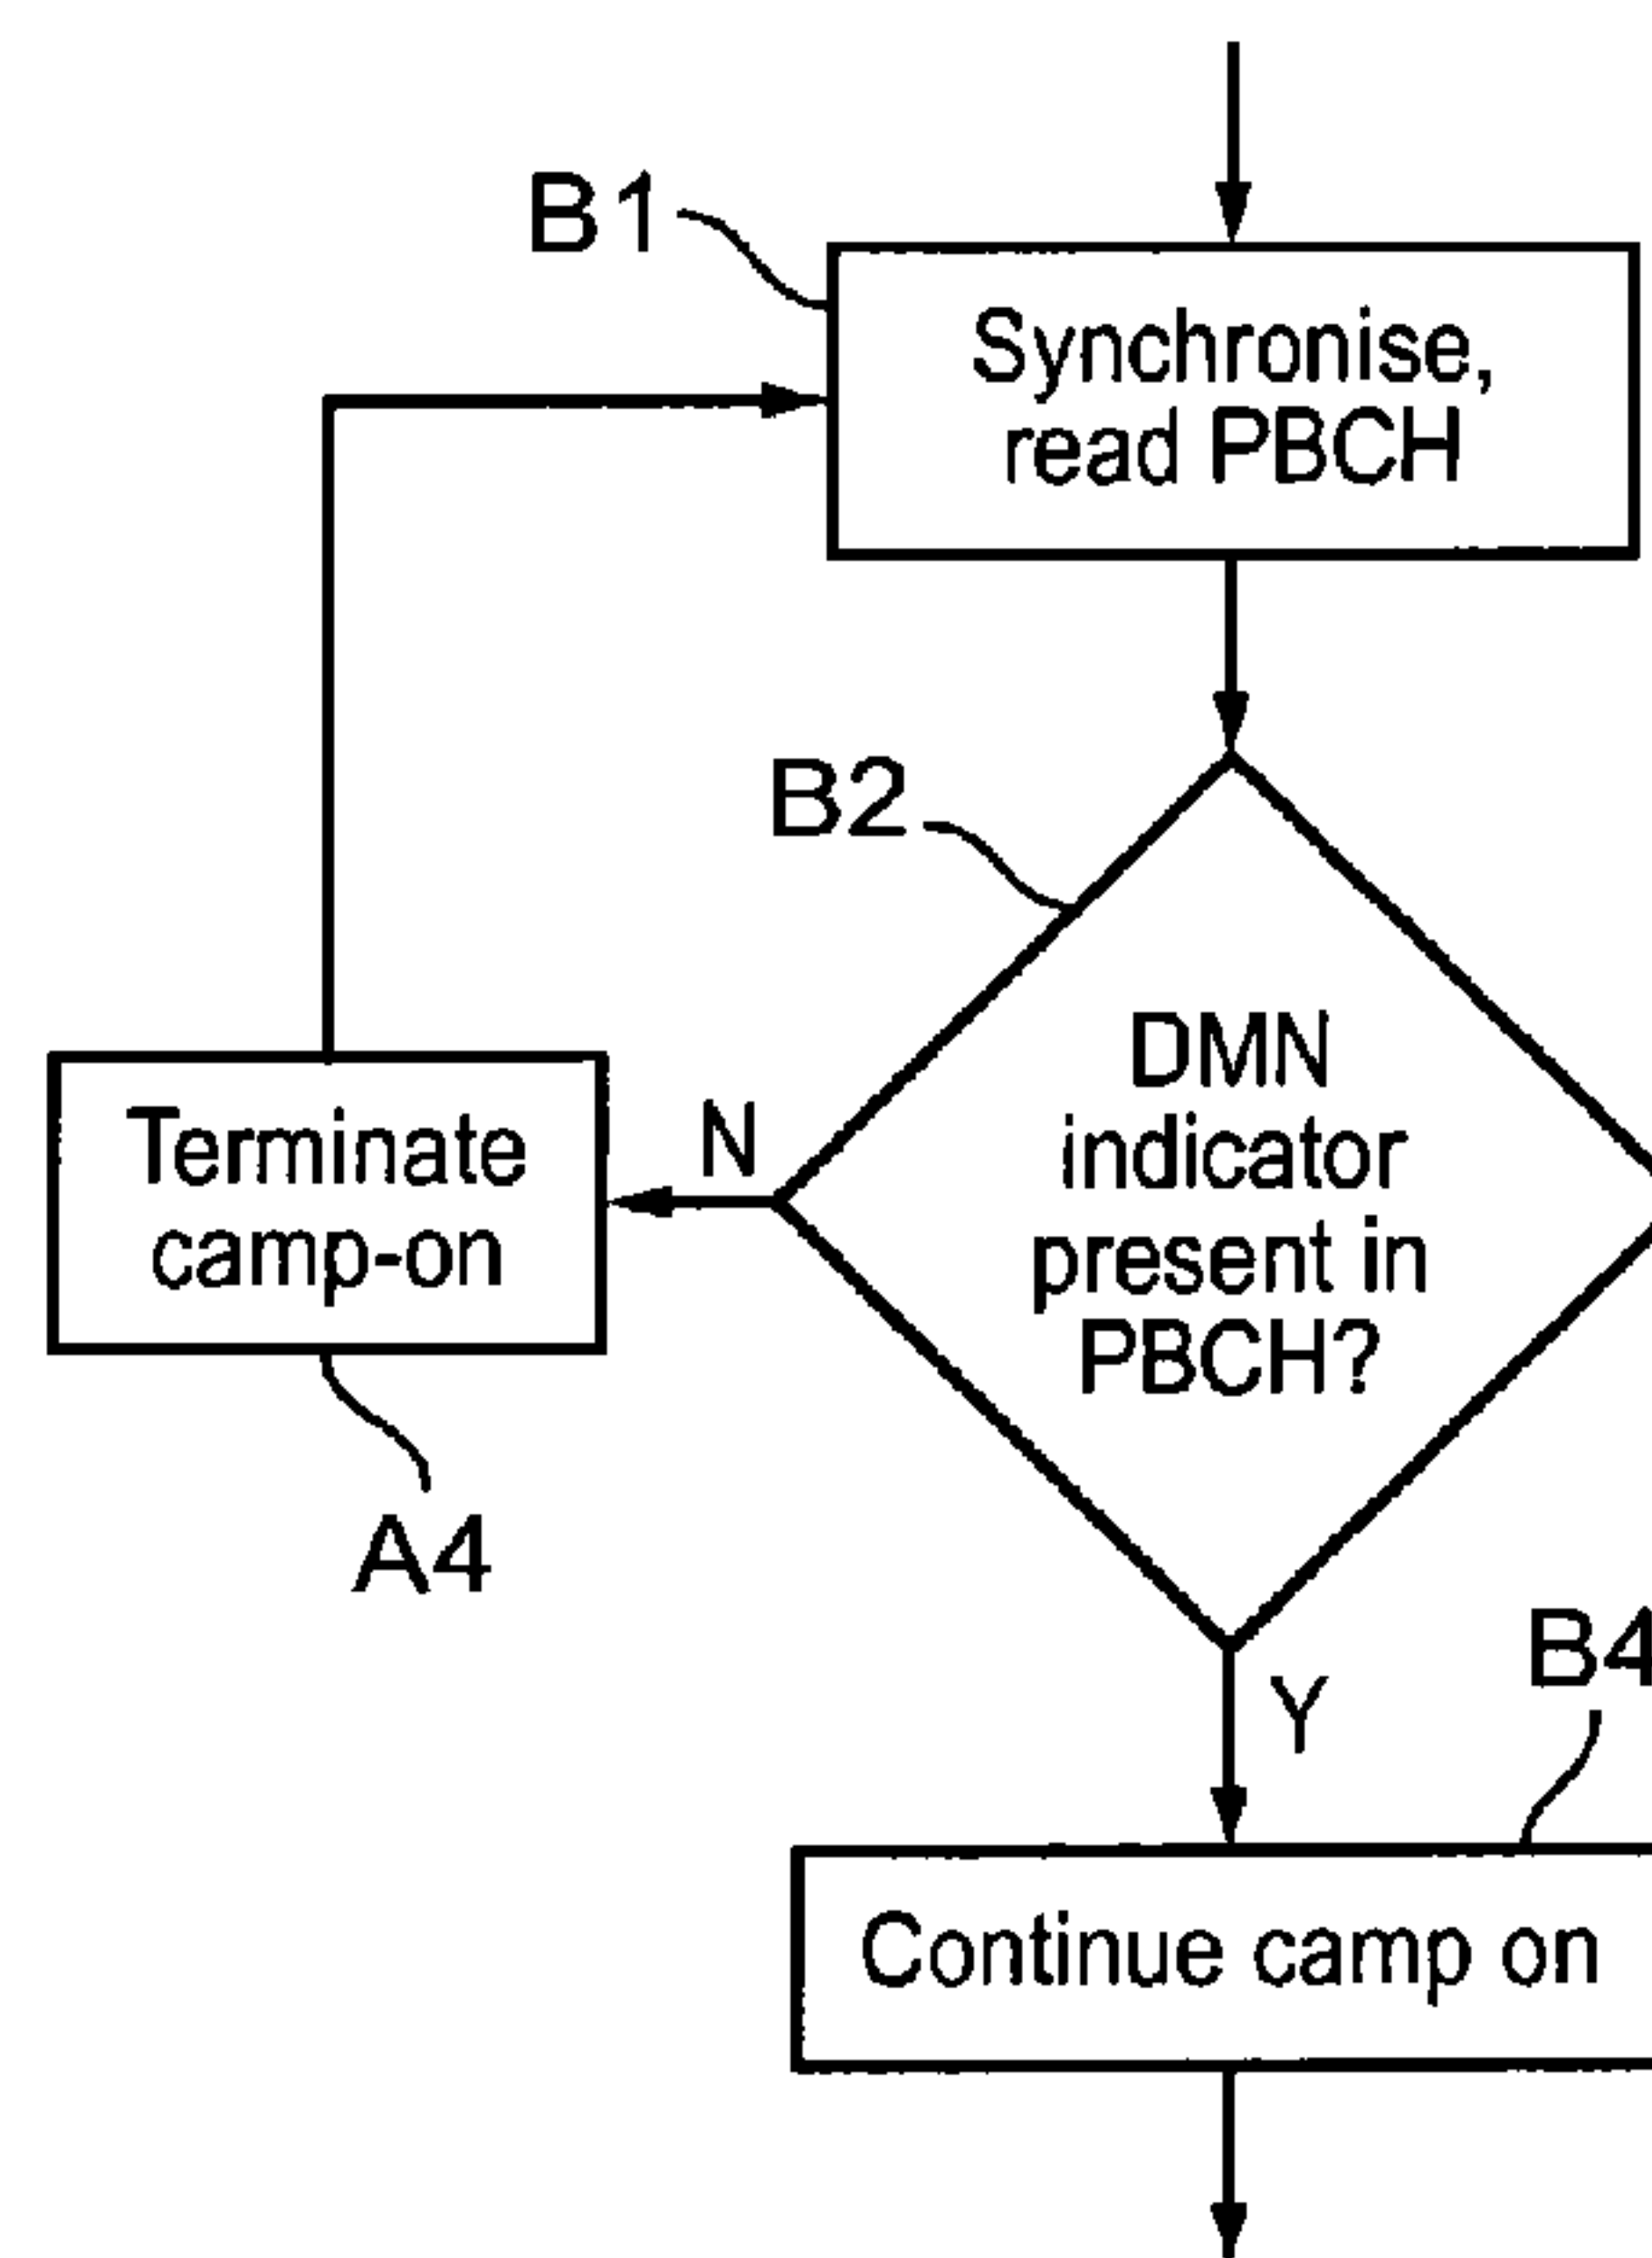 B1
Synchronise,
read PBCH
B2
DMN
indicator
present in
PBCH?
N
Terminate
camp-on
A4
Y
B4
Continue camp on